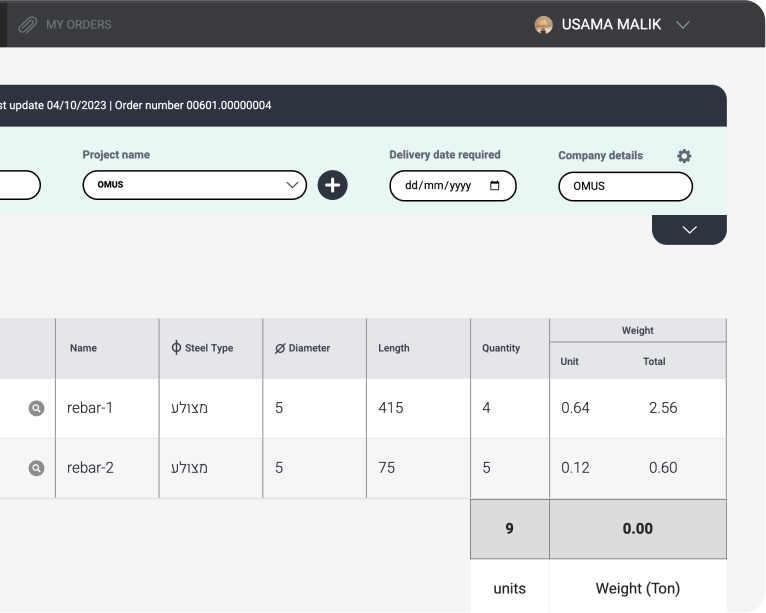 MY ORDERS
USAMA MALIK
st update 04/10/2023 | Order number 00601.00000004
Project name
Delivery date required
Company details
OMUS
dd/mm/yyyy
OMUS
Weight
Name
Φ Steel Type
Ø Diameter
Length
Quantity
Unit
Total
rebar-1
מצולע
5
415
4
0.64
2.56
rebar-2
מצולע
5
75
5
0.12
0.60
9
0.00
units
Weight (Ton)